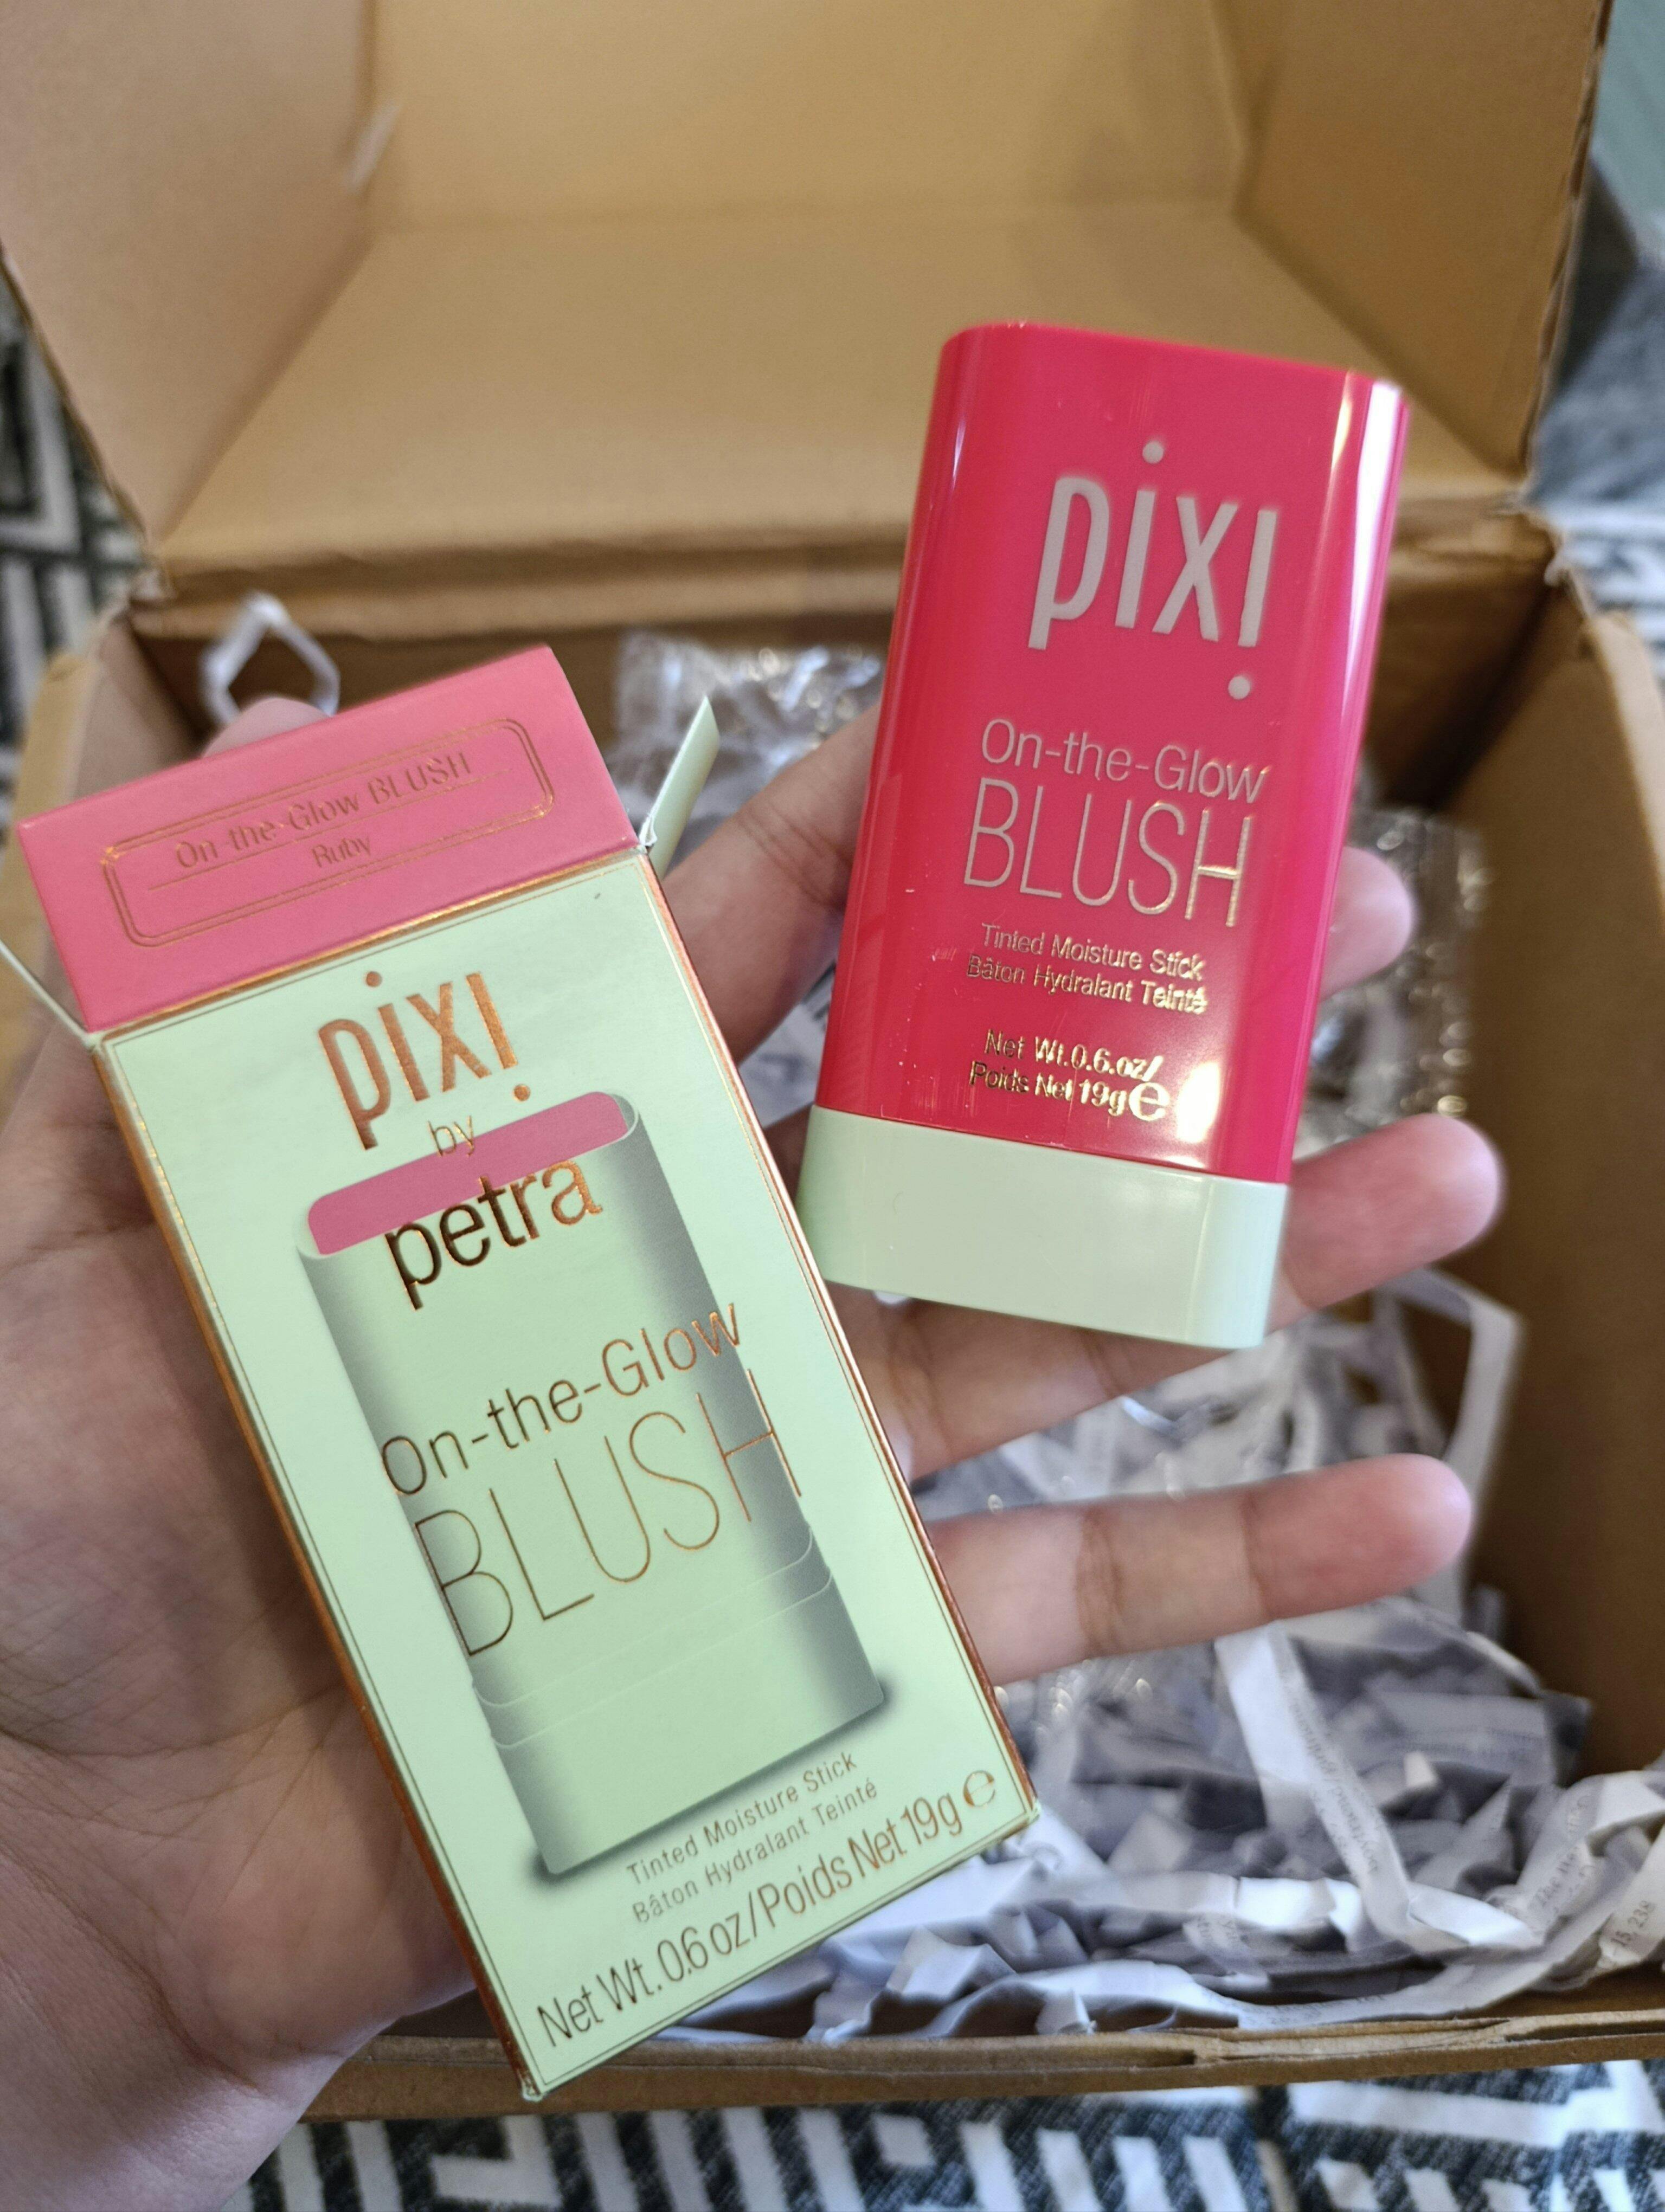 On-the-Glow BLUSH
Ruby
pixi
by
petra
On-the-Glow
BLUSH
Tinted Moisture Stick
Bâton Hydralant Teinté
Net Wt. 0.6 oz/Poids Net 19g e
pixi
On-the-Glow
BLUSH
Tinted Moisture Stick
Bâton Hydralant Teinté
Net Wt.0.6.oz/
Poids Net 19g e